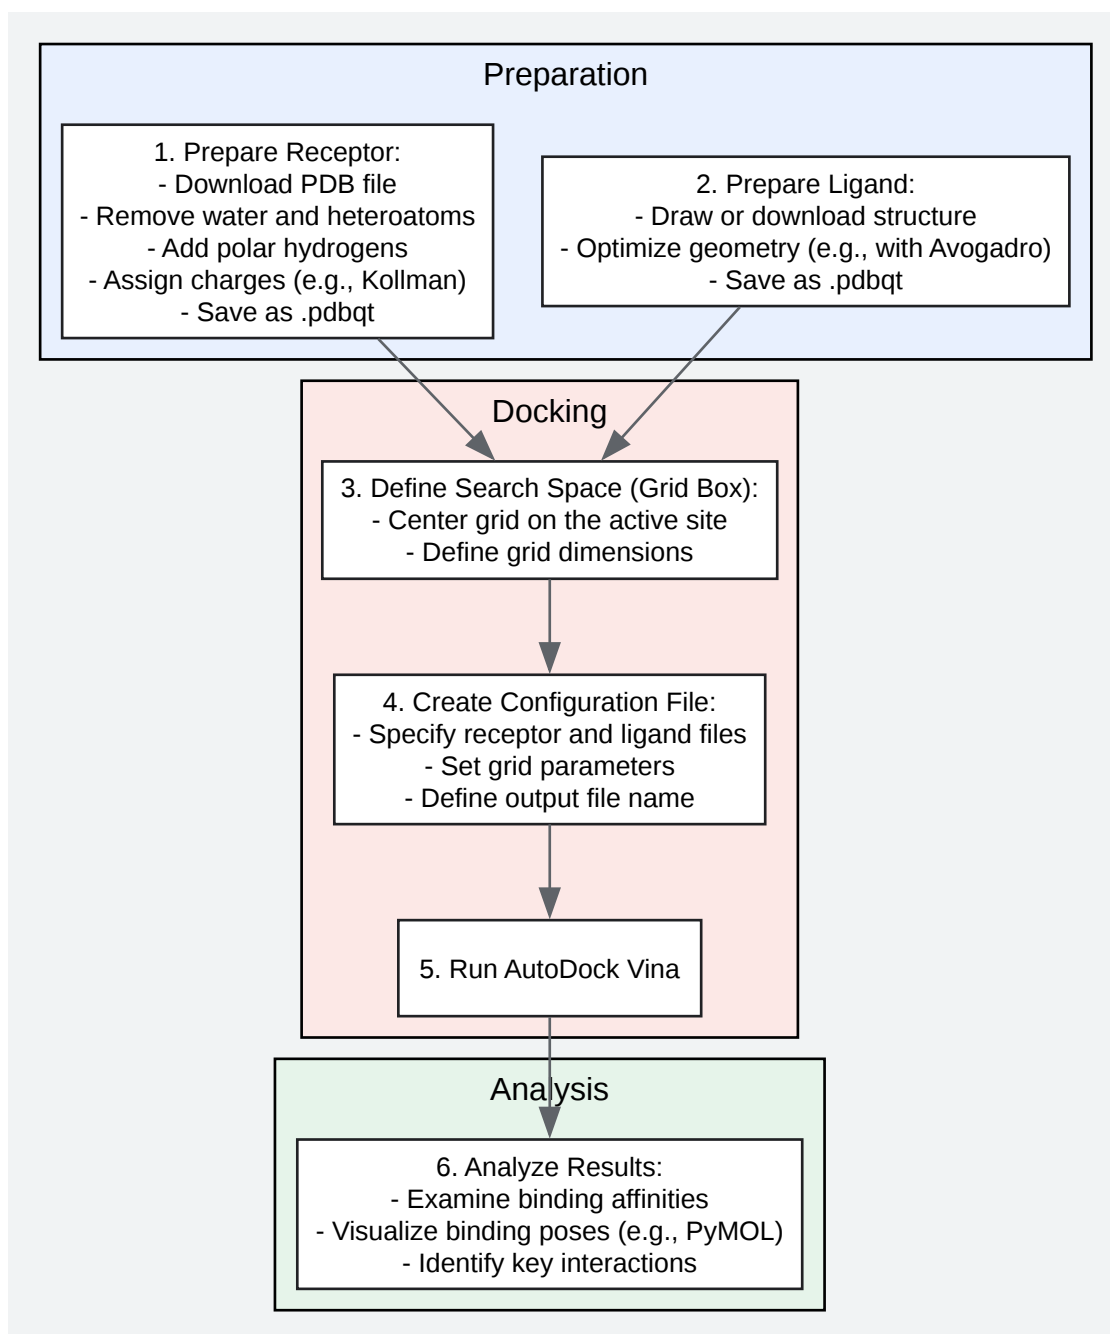 Preparation
1. Prepare Receptor:
- Download PDB file
- Remove water and heteroatoms
- Add polar hydrogens
- Assign charges (e.g., Kollman)
- Save as .pdbqt
2. Prepare Ligand:
- Draw or download structure
- Optimize geometry (e.g., with Avogadro)
- Save as .pdbqt
Docking
3. Define Search Space (Grid Box):
- Center grid on the active site
- Define grid dimensions
4. Create Configuration File:
- Specify receptor and ligand files
- Set grid parameters
- Define output file name
5. Run AutoDock Vina
Analysis
6. Analyze Results:
- Examine binding affinities
- Visualize binding poses (e.g., PyMOL)
- Identify key interactions